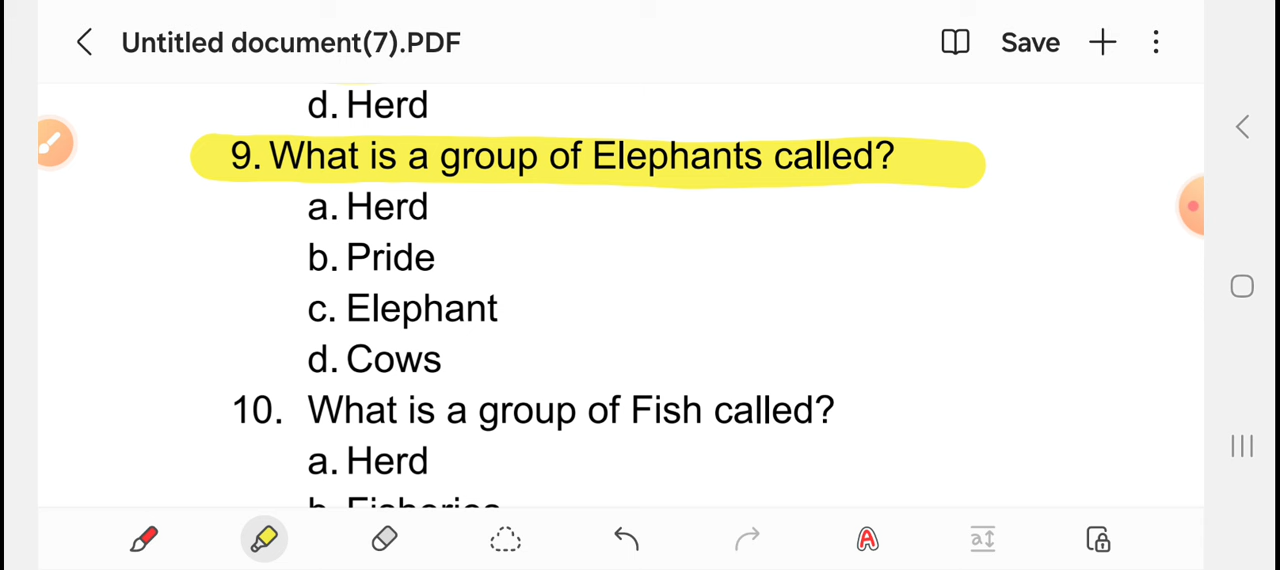 Untitled document(7).PDF
Save
d. Herd
9. What is a group of Elephants called?
a. Herd
b. Pride
c. Elephant
d. Cows
10. What is a group of Fish called?
a. Herd
b. Fisheries
A
a